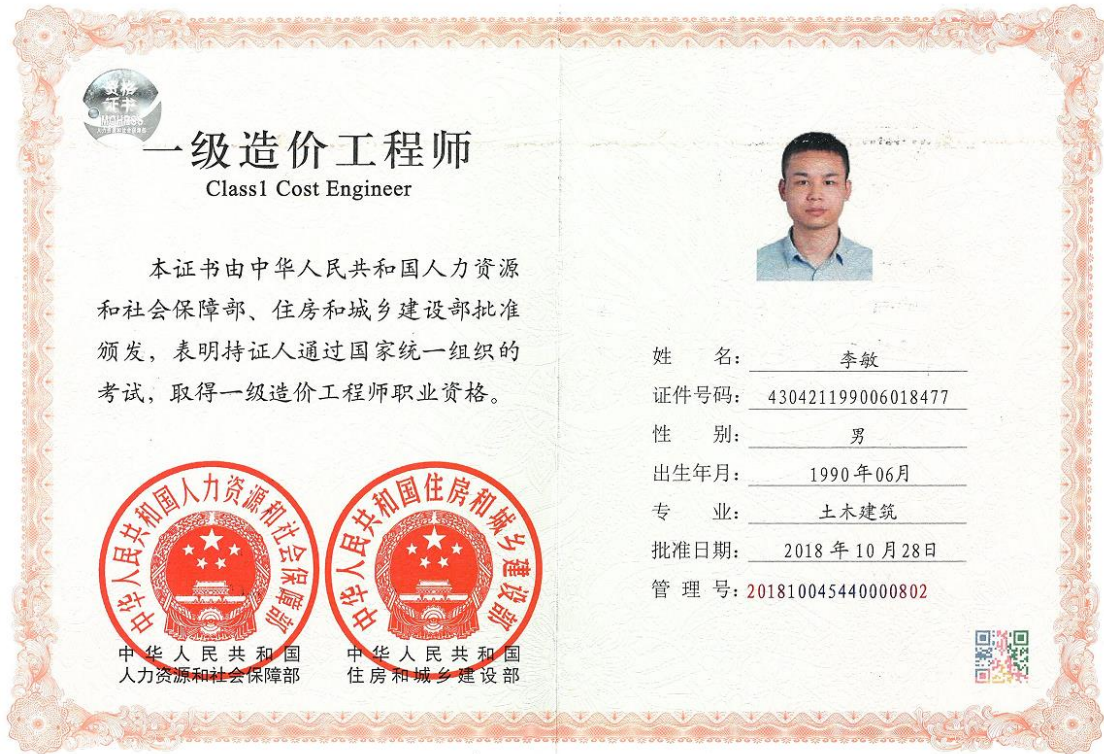 资格
证书
MOHRSS
一级造价工程师
Class1 Cost Engineer
本证书由中华人民共和国人力资源
和社会保障部、住房和城乡建设部批准
颁发，表明持证人通过国家统一组织的
考试，取得一级造价工程师职业资格。
中华人民共和国人力资源和社会保障部
中华人民共和国住房和城乡建设部
中华人民共和国
人力资源和社会保障部
中华人民共和国
住房和城乡建设部
姓 名：李敏
证件号码：430421199006018477
性 别：男
出生年月：1990年06月
专 业：土木建筑
批准日期：2018年10月28日
管 理 号：201810045440000802